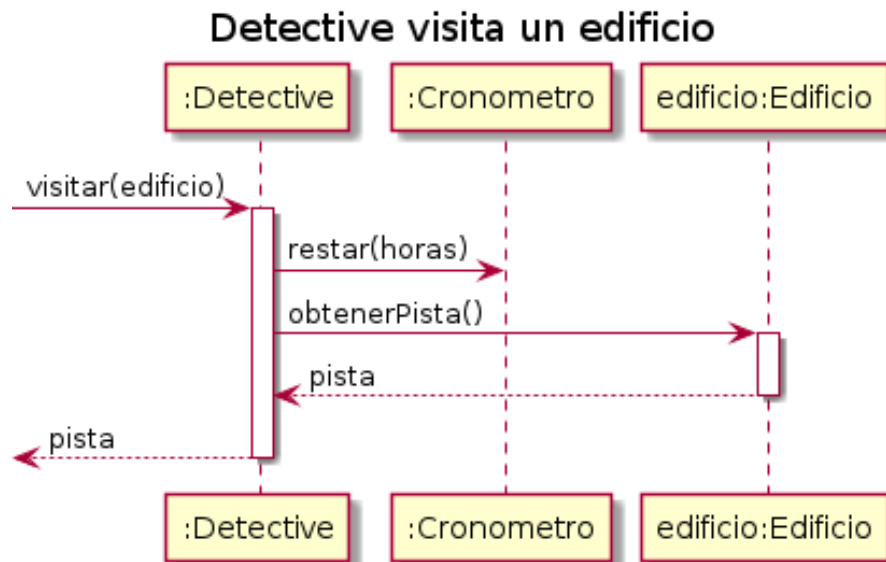 Detective visita un edificio
:Detective :Cronometro edificio:Edificio
visitar(edificio)
restar(horas)
obtenerPista()
pista
pista
:Detective :Cronometro edificio:Edificio